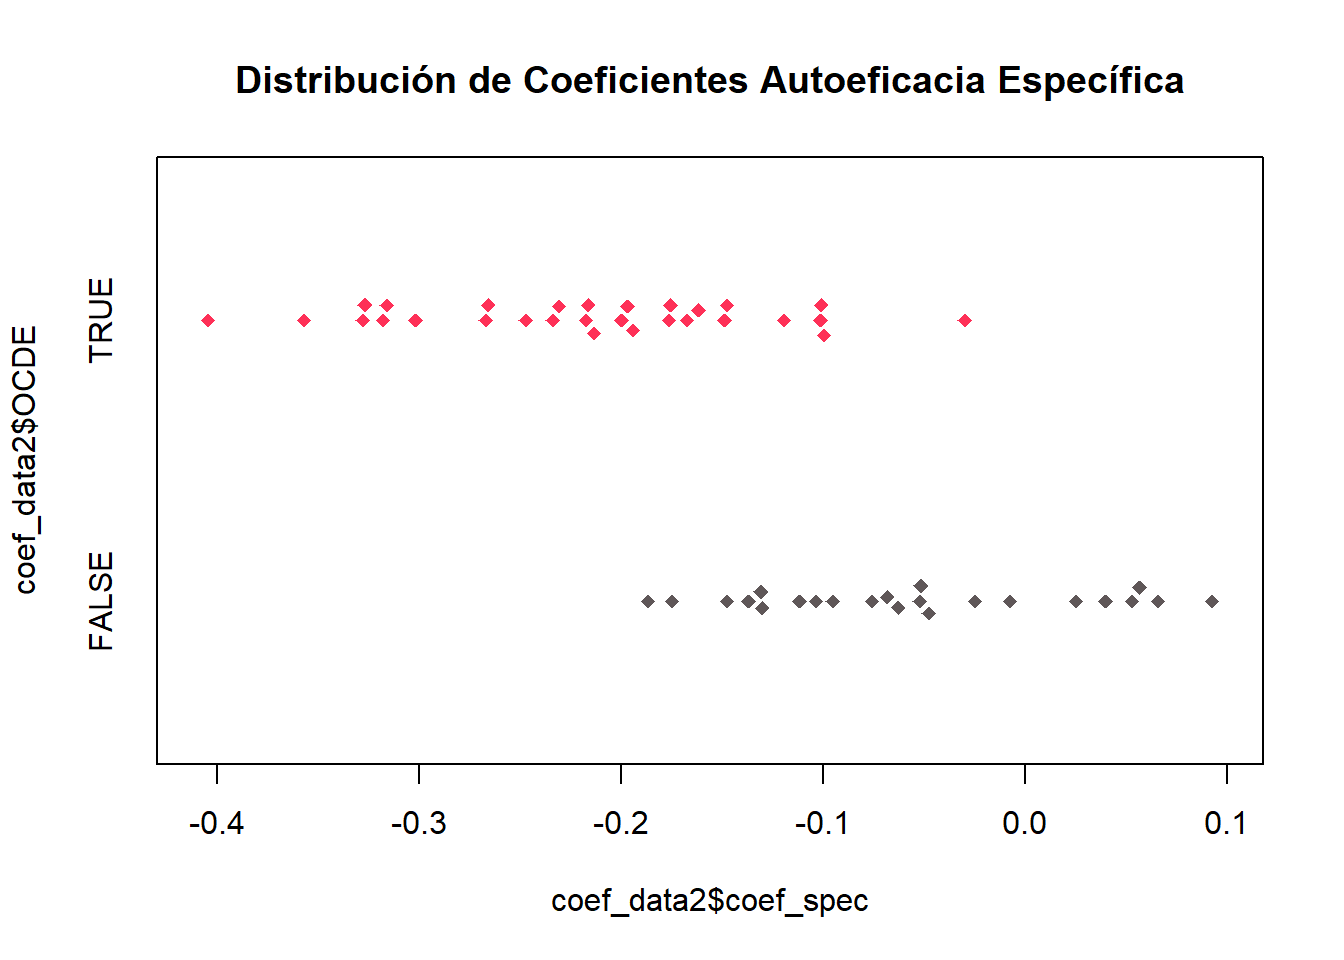 Distribución de Coeficientes Autoeficacia Específica
coef_data2$OCDE
TRUE
FALSE
-0.4
-0.3
-0.2
-0.1
0.0
0.1
coef_data2$coef_spec